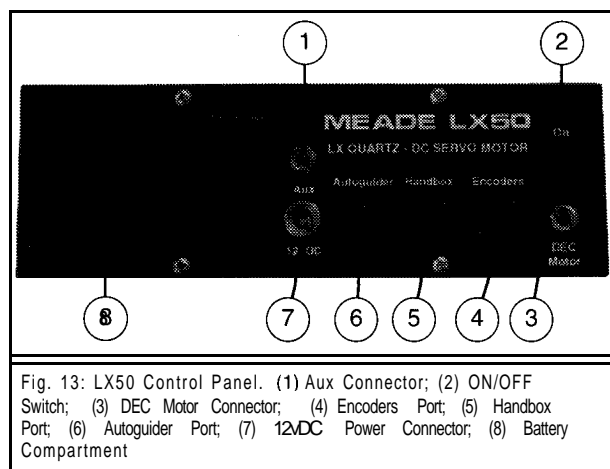 1
2
MEADE LX50
On
LX QUARTZ - DC SERVO MOTOR
Aux
Autoguider Handbox Encoders
12 DC
DEC
Motor
8
7
6
5
4
3
Fig. 13: LX50 Control Panel. (1) Aux Connector; (2) ON/OFF
Switch; (3) DEC Motor Connector; (4) Encoders Port; (5) Handbox
Port; (6) Autoguider Port; (7) 12vDC Power Connector; (8) Battery
Compartment